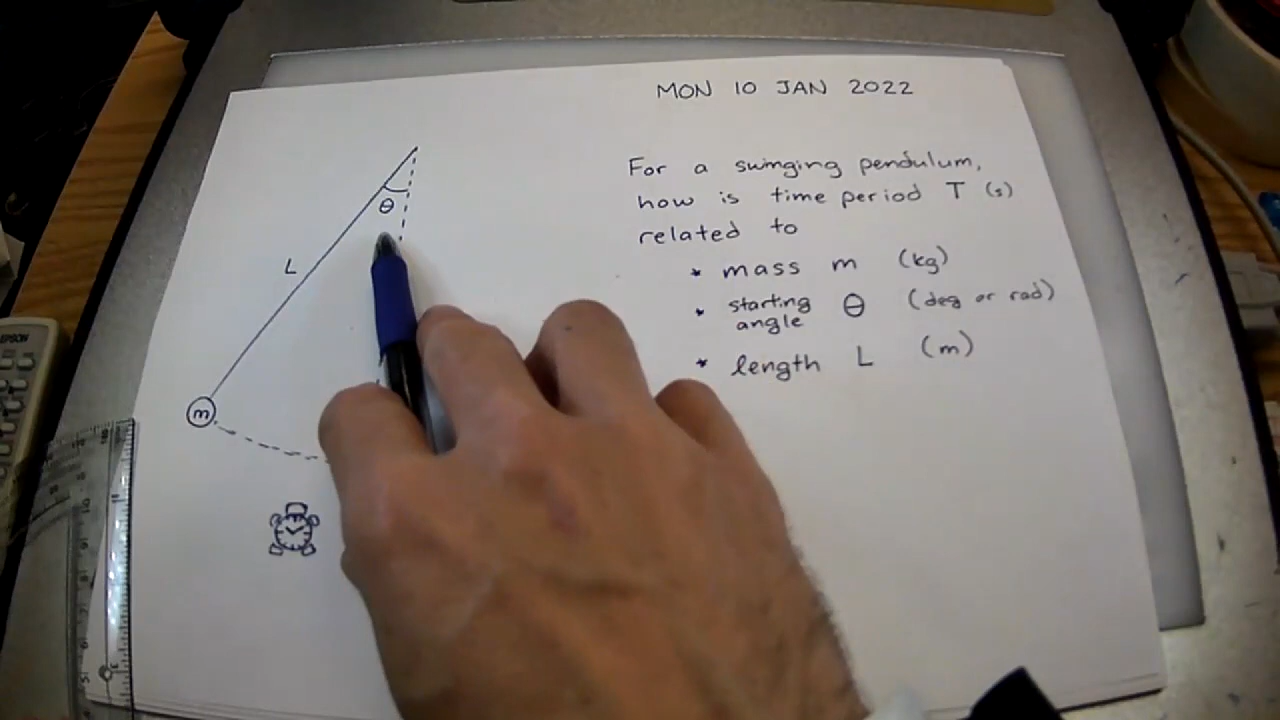 MON 10 JAN 2022
For a swinging pendulum,
how is time period T (s)
related to
* mass m (kg)
* starting angle θ (deg or rad)
* length L (m)
θ
L
m
EPSON